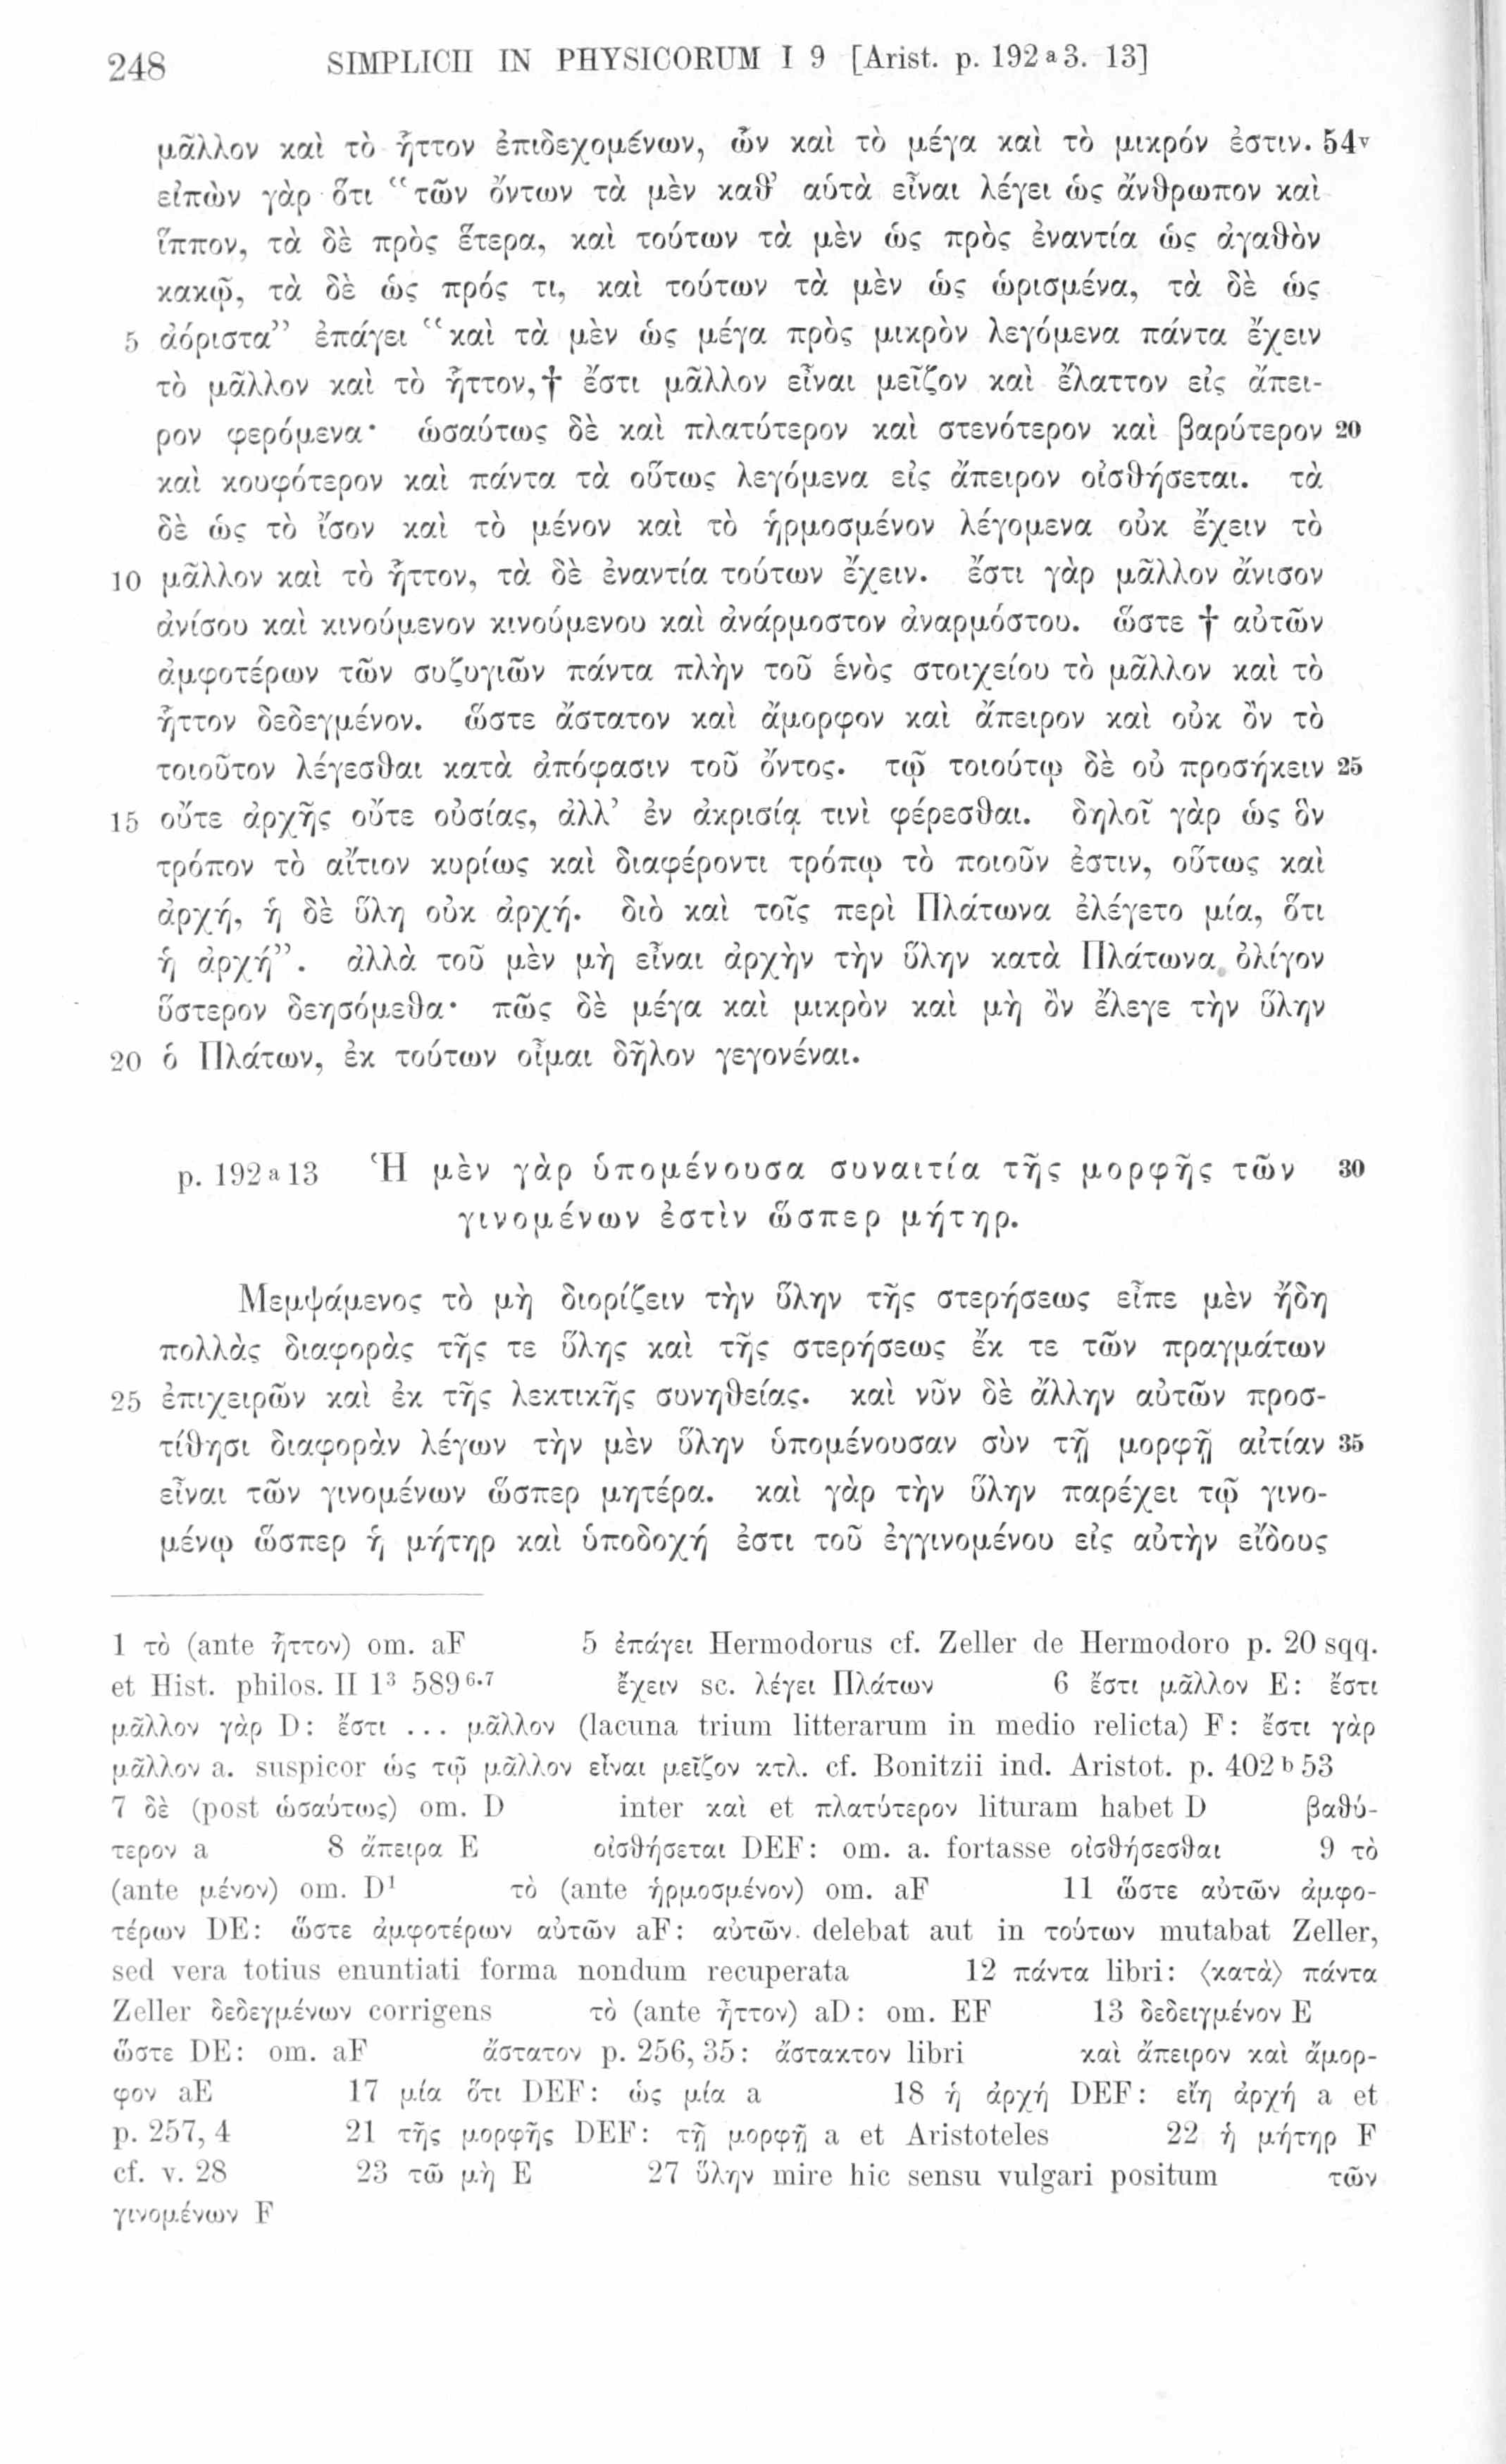 248 SIMPLICII IN PHYSICORUM I 9 [Arist. p. 192 a 3. 13]
μᾶλλον καὶ τὸ ἧττον ἐπιδεχομένων, ὧν καὶ τὸ μέγα καὶ τὸ μικρόν ἐστιν. 54v
εἰπὼν γὰρ ὅτι “τῶν ὄντων τὰ μὲν καθ’ αὑτὰ εἶναι λέγει ὡς ἄνθρωπον καὶ
ἵππον, τὰ δὲ πρὸς ἕτερα, καὶ τούτων τὰ μὲν ὡς πρὸς ἐναντία ὡς ἀγαθὸν
κακῷ, τὰ δὲ ὡς πρός τι, καὶ τούτων τὰ μὲν ὡς ὡρισμένα, τὰ δὲ ὡς
5 ἀόριστα” ἐπάγει “καὶ τὰ μὲν ὡς μέγα πρὸς μικρὸν λεγόμενα πάντα ἔχειν
τὸ μᾶλλον καὶ τὸ ἧττον,† ἔστι μᾶλλον εἶναι μεῖζον καὶ ἔλαττον εἰς ἄπει-
ρον φερόμενα· ὡσαύτως δὲ καὶ πλατύτερον καὶ στενότερον καὶ βαρύτερον 20
καὶ κουφότερον καὶ πάντα τὰ οὕτως λεγόμενα εἰς ἄπειρον οἰσθήσεται. τὰ
δὲ ὡς τὸ ἴσον καὶ τὸ μένον καὶ τὸ ἡρμοσμένον λέγομενα οὐκ ἔχειν τὸ
10 μᾶλλον καὶ τὸ ἧττον, τὰ δὲ ἐναντία τούτων ἔχειν. ἔστι γὰρ μᾶλλον ἄνισον
ἀνίσου καὶ κινούμενον κινούμενου καὶ ἀνάρμοστον ἀναρμόστου. ὥστε † αὐτῶν
ἀμφοτέρων τῶν συζυγιῶν πάντα πλὴν τοῦ ἑνὸς στοιχείου τὸ μᾶλλον καὶ τὸ
ἧττον δεδεγμένον. ὥστε ἄστατον καὶ ἄμορφον καὶ ἄπειρον καὶ οὐκ ὂν τὸ
τοιοῦτον λέγεσθαι κατὰ ἀπόφασιν τοῦ ὄντος. τῷ τοιούτῳ δὲ οὐ προσήκειν 25
15 οὔτε ἀρχῆς οὔτε οὐσίας, ἀλλ’ ἐν ἀκρισίᾳ τινὶ φέρεσθαι. δηλοῖ γὰρ ὡς ὃν
τρόπον τὸ αἴτιον κυρίως καὶ διαφέροντι τρόπῳ τὸ ποιοῦν ἐστιν, οὕτως καὶ
ἀρχή, ἡ δὲ ὕλη οὐκ ἀρχή. διὸ καὶ τοῖς περὶ Πλάτωνα ἐλέγετο μία, ὅτι
ἡ ἀρχή”. ἀλλὰ τοῦ μὲν μὴ εἶναι ἀρχὴν τὴν ὕλην κατὰ Πλάτωνα ὀλίγον
ὕστερον δεησόμεθα· πῶς δὲ μέγα καὶ μικρὸν καὶ μὴ ὂν ἔλεγε τὴν ὕλην
20 ὁ Πλάτων, ἐκ τούτων οἶμαι δῆλον γεγονέναι.
p. 192 a 13 Ἡ μὲν γὰρ ὑπομένουσα συναιτία τῆς μορφῆς τῶν 30
γινομένων ἐστὶν ὥσπερ μήτηρ.
Μεμψάμενος τὸ μὴ διορίζειν τὴν ὕλην τῆς στερήσεως εἶπε μὲν ἤδη
πολλὰς διαφορὰς τῆς τε ὕλης καὶ τῆς στερήσεως ἔκ τε τῶν πραγμάτων
25 ἐπιχειρῶν καὶ ἐκ τῆς λεκτικῆς συνηθείας. καὶ νῦν δὲ ἄλλην αὐτῶν προσ-
τίθησι διαφορὰν λέγων τὴν μὲν ὕλην ὑπομένουσαν σὺν τῇ μορφῇ αἰτίαν 35
εἶναι τῶν γινομένων ὥσπερ μητέρα. καὶ γὰρ τὴν ὕλην παρέχει τῷ γινο-
μένῳ ὥσπερ ἡ μήτηρ καὶ ὑποδοχή ἐστι τοῦ ἐγγινομένου εἰς αὐτὴν εἴδους
1 τὸ (ante ἧττον) om. aF 5 ἐπάγει Hermodorus cf. Zeller de Hermodoro p. 20 sqq.
et Hist. philos. II 1³ 589⁶·⁷ ἔχειν sc. λέγει Πλάτων 6 ἔστι μᾶλλον E: ἔστι
μᾶλλον γὰρ D: ἔστι ... μᾶλλον (lacuna trium litterarum in medio relicta) F: ἔστι γὰρ
μᾶλλον a. suspicor ὡς τῷ μᾶλλον εἶναι μεῖζον κτλ. cf. Bonitzii ind. Aristot. p. 402 b 53
7 δὲ (post ὡσαύτως) om. D inter καὶ et πλατύτερον lituram habet D βαθύ-
τερον a 8 ἄπειρα E οἰσθήσεται DEF: om. a. fortasse οἰσθήσεσθαι 9 τὸ
(ante μένον) om. D¹ τὸ (ante ἡρμοσμένον) om. aF 11 ὥστε αὐτῶν ἀμφο-
τέρων DE: ὥστε ἀμφοτέρων αὐτῶν aF: αὐτῶν delebat aut in τούτων mutabat Zeller,
sed vera totius enuntiati forma nondum recuperata 12 πάντα libri: ⟨κατὰ⟩ πάντα
Zeller δεδεγμένων corrigens τὸ (ante ἧττον) aD: om. EF 13 δεδειγμένον E
ὥστε DE: om. aF ἄστατον p. 256, 35: ἄστακτον libri καὶ ἄπειρον καὶ ἄμορ-
φον aE 17 μία ὅτι DEF: ὡς μία a 18 ἡ ἀρχή DEF: εἴη ἀρχή a et
p. 257, 4 21 τῆς μορφῆς DEF: τῇ μορφῇ a et Aristoteles 22 ἡ μήτηρ F
cf. v. 28 23 τῶ μὴ E 27 ὕλην mire hic sensu vulgari positum τῶν
γινομένων F